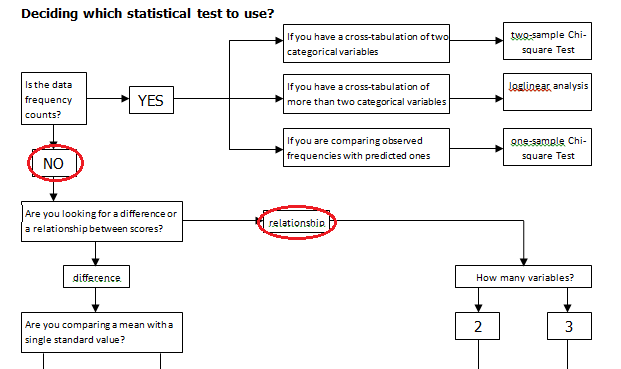 Deciding which statistical test to use?
If you have a cross-tabulation of two
categorical variables
two-sample Chi-
square Test
Is the data
frequency
counts?
YES
If you have a cross-tabulation of
more than two categorical variables
loglinear analysis
If you are comparing observed
frequencies with predicted ones
one-sample Chi-
square Test
NO
Are you looking for a difference or
a relationship between scores?
relationship
difference
How many variables?
Are you comparing a mean with a
single standard value?
2
3